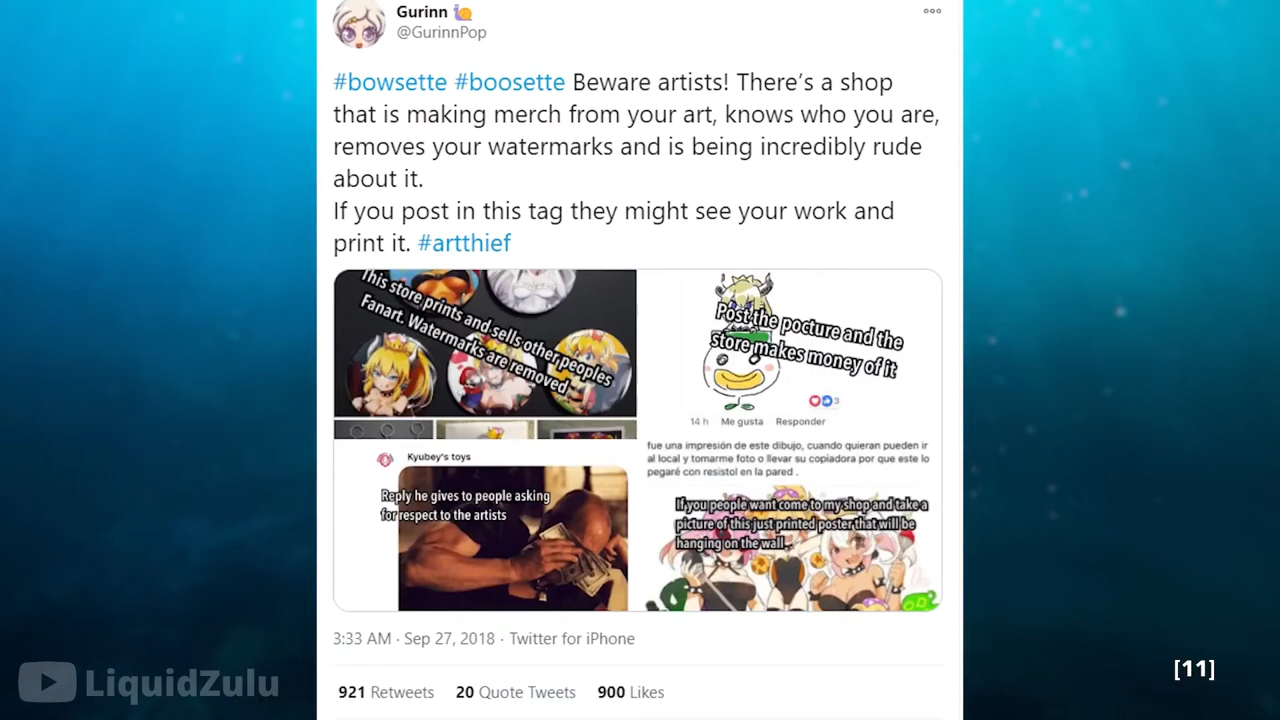 Gurinn
@GurinnPop
#bowsette #boosette Beware artists! There’s a shop
that is making merch from your art, knows who you are,
removes your watermarks and is being incredibly rude
about it.
If you post in this tag they might see your work and
print it. #artthief
This store prints and sells other,peoples
Fanart. Watermarks are removed
Post the pocture and the
store makes money of it
3
14 h Me gusta Responder
Kyubey's toys
Reply he gives to people asking
for respect to the artists
fue una impresión de este dibujo, cuando quieran pueden ir
al local y tomarme foto o llevar su copiadora por que este lo
pegaré con resistol en la pared .
If you people want come to my shop and take a
picture of this just printed poster that will be
hanging on the wall.
3:33 AM · Sep 27, 2018 · Twitter for iPhone
921 Retweets 20 Quote Tweets 900 Likes
LiquidZulu
[11]